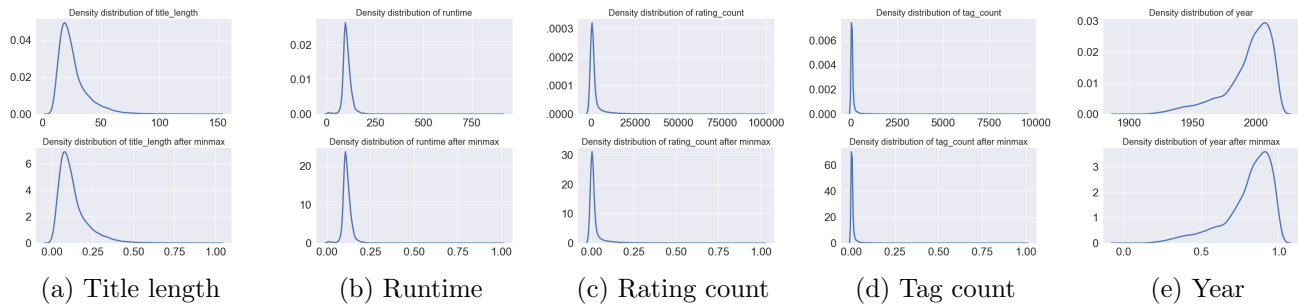 Density distribution of title_length
0.04
0.02
0.00
0 50 100 150
Density distribution of title_length after minmax
6
4
2
0
0.00 0.25 0.50 0.75 1.00
(a) Title length
Density distribution of runtime
0.02
0.01
0.00
0 250 500 750
Density distribution of runtime after minmax
20
10
0
0.00 0.25 0.50 0.75 1.00
(b) Runtime
Density distribution of rating_count
.0003
0.0002
0.0001
0.0000
0 25000 50000 75000 100000
Density distribution of rating_count after minmax
30
20
10
0
0.00 0.25 0.50 0.75 1.00
(c) Rating count
Density distribution of tag_count
0.006
0.004
0.002
0.000
0 2500 5000 7500 10000
Density distribution of tag_count after minmax
60
40
20
0
0.00 0.25 0.50 0.75 1.00
(d) Tag count
Density distribution of year
0.03
0.02
0.01
0.00
1900 1950 2000
Density distribution of year after minmax
3
2
1
0
0.0 0.5 1.0
(e) Year